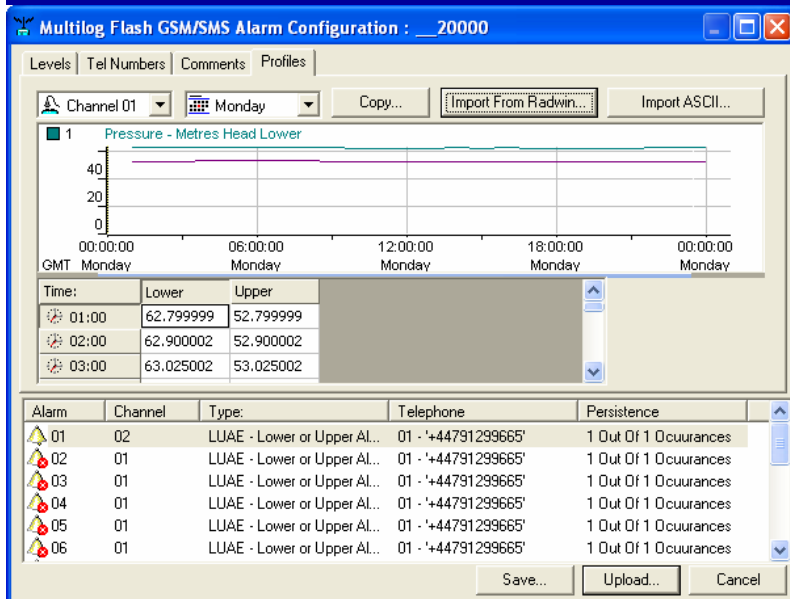 Multilog Flash GSM/SMS Alarm Configuration : __20000
Levels Tel Numbers Comments Profiles
Channel 01 Monday Copy... Import From Radwin... Import ASCII...
1 Pressure - Metres Head Lower
40
20
0
00:00:00 06:00:00 12:00:00 18:00:00 00:00:00
GMT Monday Monday Monday Monday Monday
Time: Lower Upper
01:00 62.799999 52.799999
02:00 62.900002 52.900002
03:00 63.025002 53.025002
Alarm Channel Type: Telephone Persistence
01 02 LUAE - Lower or Upper Al... 01 - '+44791299665' 1 Out Of 1 Ocuurances
02 01 LUAE - Lower or Upper Al... 01 - '+44791299665' 1 Out Of 1 Ocuurances
03 01 LUAE - Lower or Upper Al... 01 - '+44791299665' 1 Out Of 1 Ocuurances
04 01 LUAE - Lower or Upper Al... 01 - '+44791299665' 1 Out Of 1 Ocuurances
05 01 LUAE - Lower or Upper Al... 01 - '+44791299665' 1 Out Of 1 Ocuurances
06 01 LUAE - Lower or Upper Al... 01 - '+44791299665' 1 Out Of 1 Ocuurances
Save... Upload... Cancel